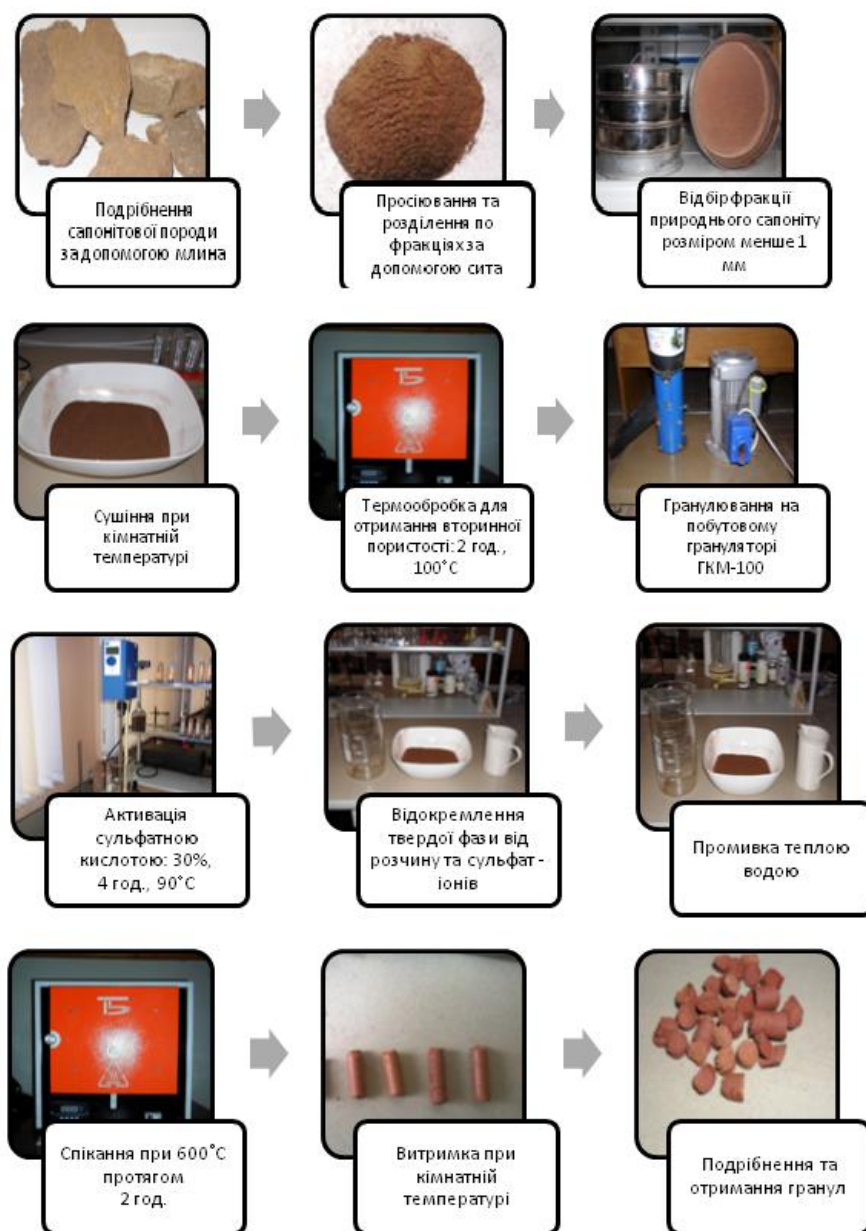 Подрібнення
сапонітової породи
за допомогою млина
Просіювання та
розділення по
фракціях за
допомогою сита
Відбір фракції
природнього сапоніту
розміром менше 1
мм
Сушіння при
кімнатній
температурі
Термообробка для
отримання вторинної
пористості: 2 год.,
100°С
Гранулювання на
побутовому
грануляторі
ГКМ-100
Активація
сульфатною
кислотою: 30%,
4 год., 90°С
Відокремлення
твердої фази від
розчину та сульфат -
іонів
Промивка теплою
водою
Спікання при 600°С
протягом
2 год.
Витримка при
кімнатній
температурі
Подрібнення та
отримання гранул